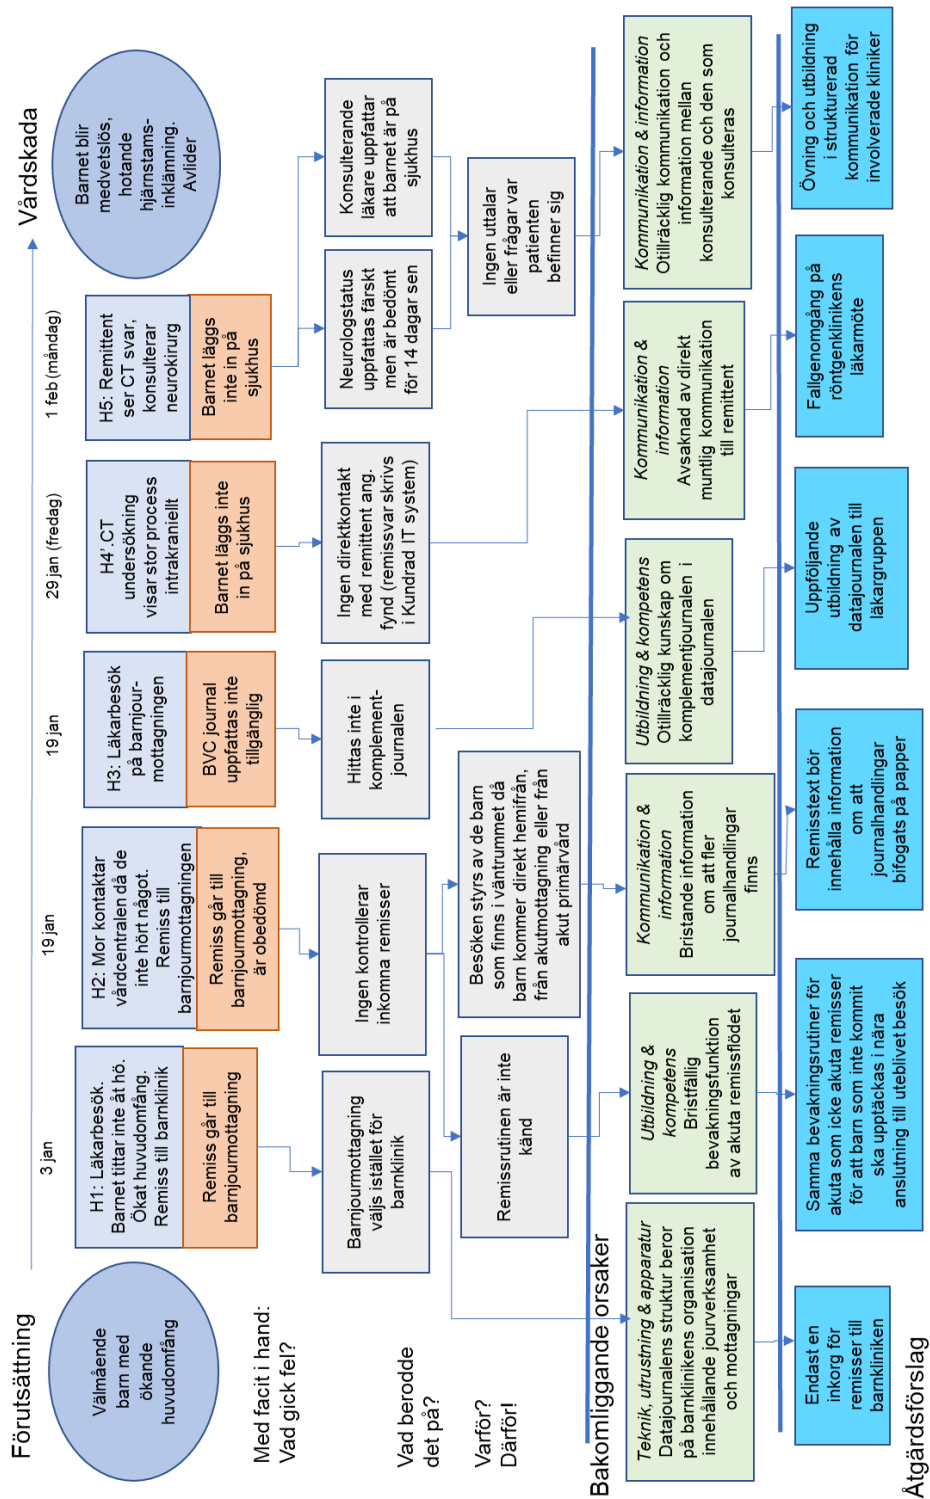 Förutsättning
Vårdskada
3 jan
19 jan
19 jan
29 jan (fredag)
1 feb (måndag)
Välmående
barn med
ökande
huvudomfång
H1: Läkarbesök.
Barnet tittar inte åt hö.
Ökat huvudomfång.
Remiss till barnklinik
Remiss går till
barnjourmottagning
H2: Mor kontaktar
vårdcentralen då de
inte hört något.
Remiss till
barnjourmottagningen
Remiss går till
barnjourmottagning,
är obedömd
H3: Läkarbesök
på barnjour-
mottagningen
BVC journal
uppfattas inte
tillgänglig
H4'.CT
undersökning
visar stor process
intrakraniellt
Barnet läggs inte
in på sjukhus
H5: Remittent
ser CT svar,
konsulterar
neurokirurg
Barnet läggs
inte in på
sjukhus
Barnet blir
medvetslös,
hotande
hjärnstams-
inklämning.
Avlider
Med facit i hand:
Vad gick fel?
Vad berodde
det på?
Barnjourmottagning
väljs istället för
barnklinik
Ingen kontrollerar
inkomna remisser
Hittas inte i
komplement-
journalen
Ingen direktkontakt
med remittent ang.
fynd (remissvar skrivs
i Kundrad IT system)
Neurologstatus
uppfattas färskt
men är bedömt
för 14 dagar sen
Konsulterande
läkare uppfattar
att barnet är på
sjukhus
Varför?
Därför!
Remissrutinen är inte
känd
Besöken styrs av de barn
som finns i väntrummet då
barn kommer direkt hemifrån,
från akutmottagning eller från
akut primärvård
Ingen uttalar
eller frågar var
patienten
befinner sig
Bakomliggande orsaker
Teknik, utrustning & apparatur
Datajournalens struktur beror
på barnklinikens organisation
innehållande jourverksamhet
och mottagningar
Utbildning &
kompetens
Bristfällig
bevakningsfunktion
av akuta remissflödet
Kommunikation &
information
Bristande information
om att fler
journalhandlingar
finns
Utbildning & kompetens
Otillräcklig kunskap om
komplementjournalen i
datajournalen
Kommunikation &
information
Avsaknad av direkt
muntlig kommunikation
till remittent
Kommunikation & information
Otillräcklig kommunikation och
information mellan
konsulterande och den som
konsulteras
Åtgärdsförslag
Endast en
inkorg för
remisser till
barnkliniken
Samma bevakningsrutiner för
akuta som icke akuta remisser
för att barn som inte kommit
ska upptäckas i nära
anslutning till uteblivet besök
Remisstext bör
innehålla information
om att
journalhandlingar
bifogats på papper
Uppföljande
utbildning av
datajournalen till
läkargruppen
Fallgenomgång på
röntgenklinikens
läkarmöte
Övning och utbildning
i strukturerad
kommunikation för
involverade kliniker